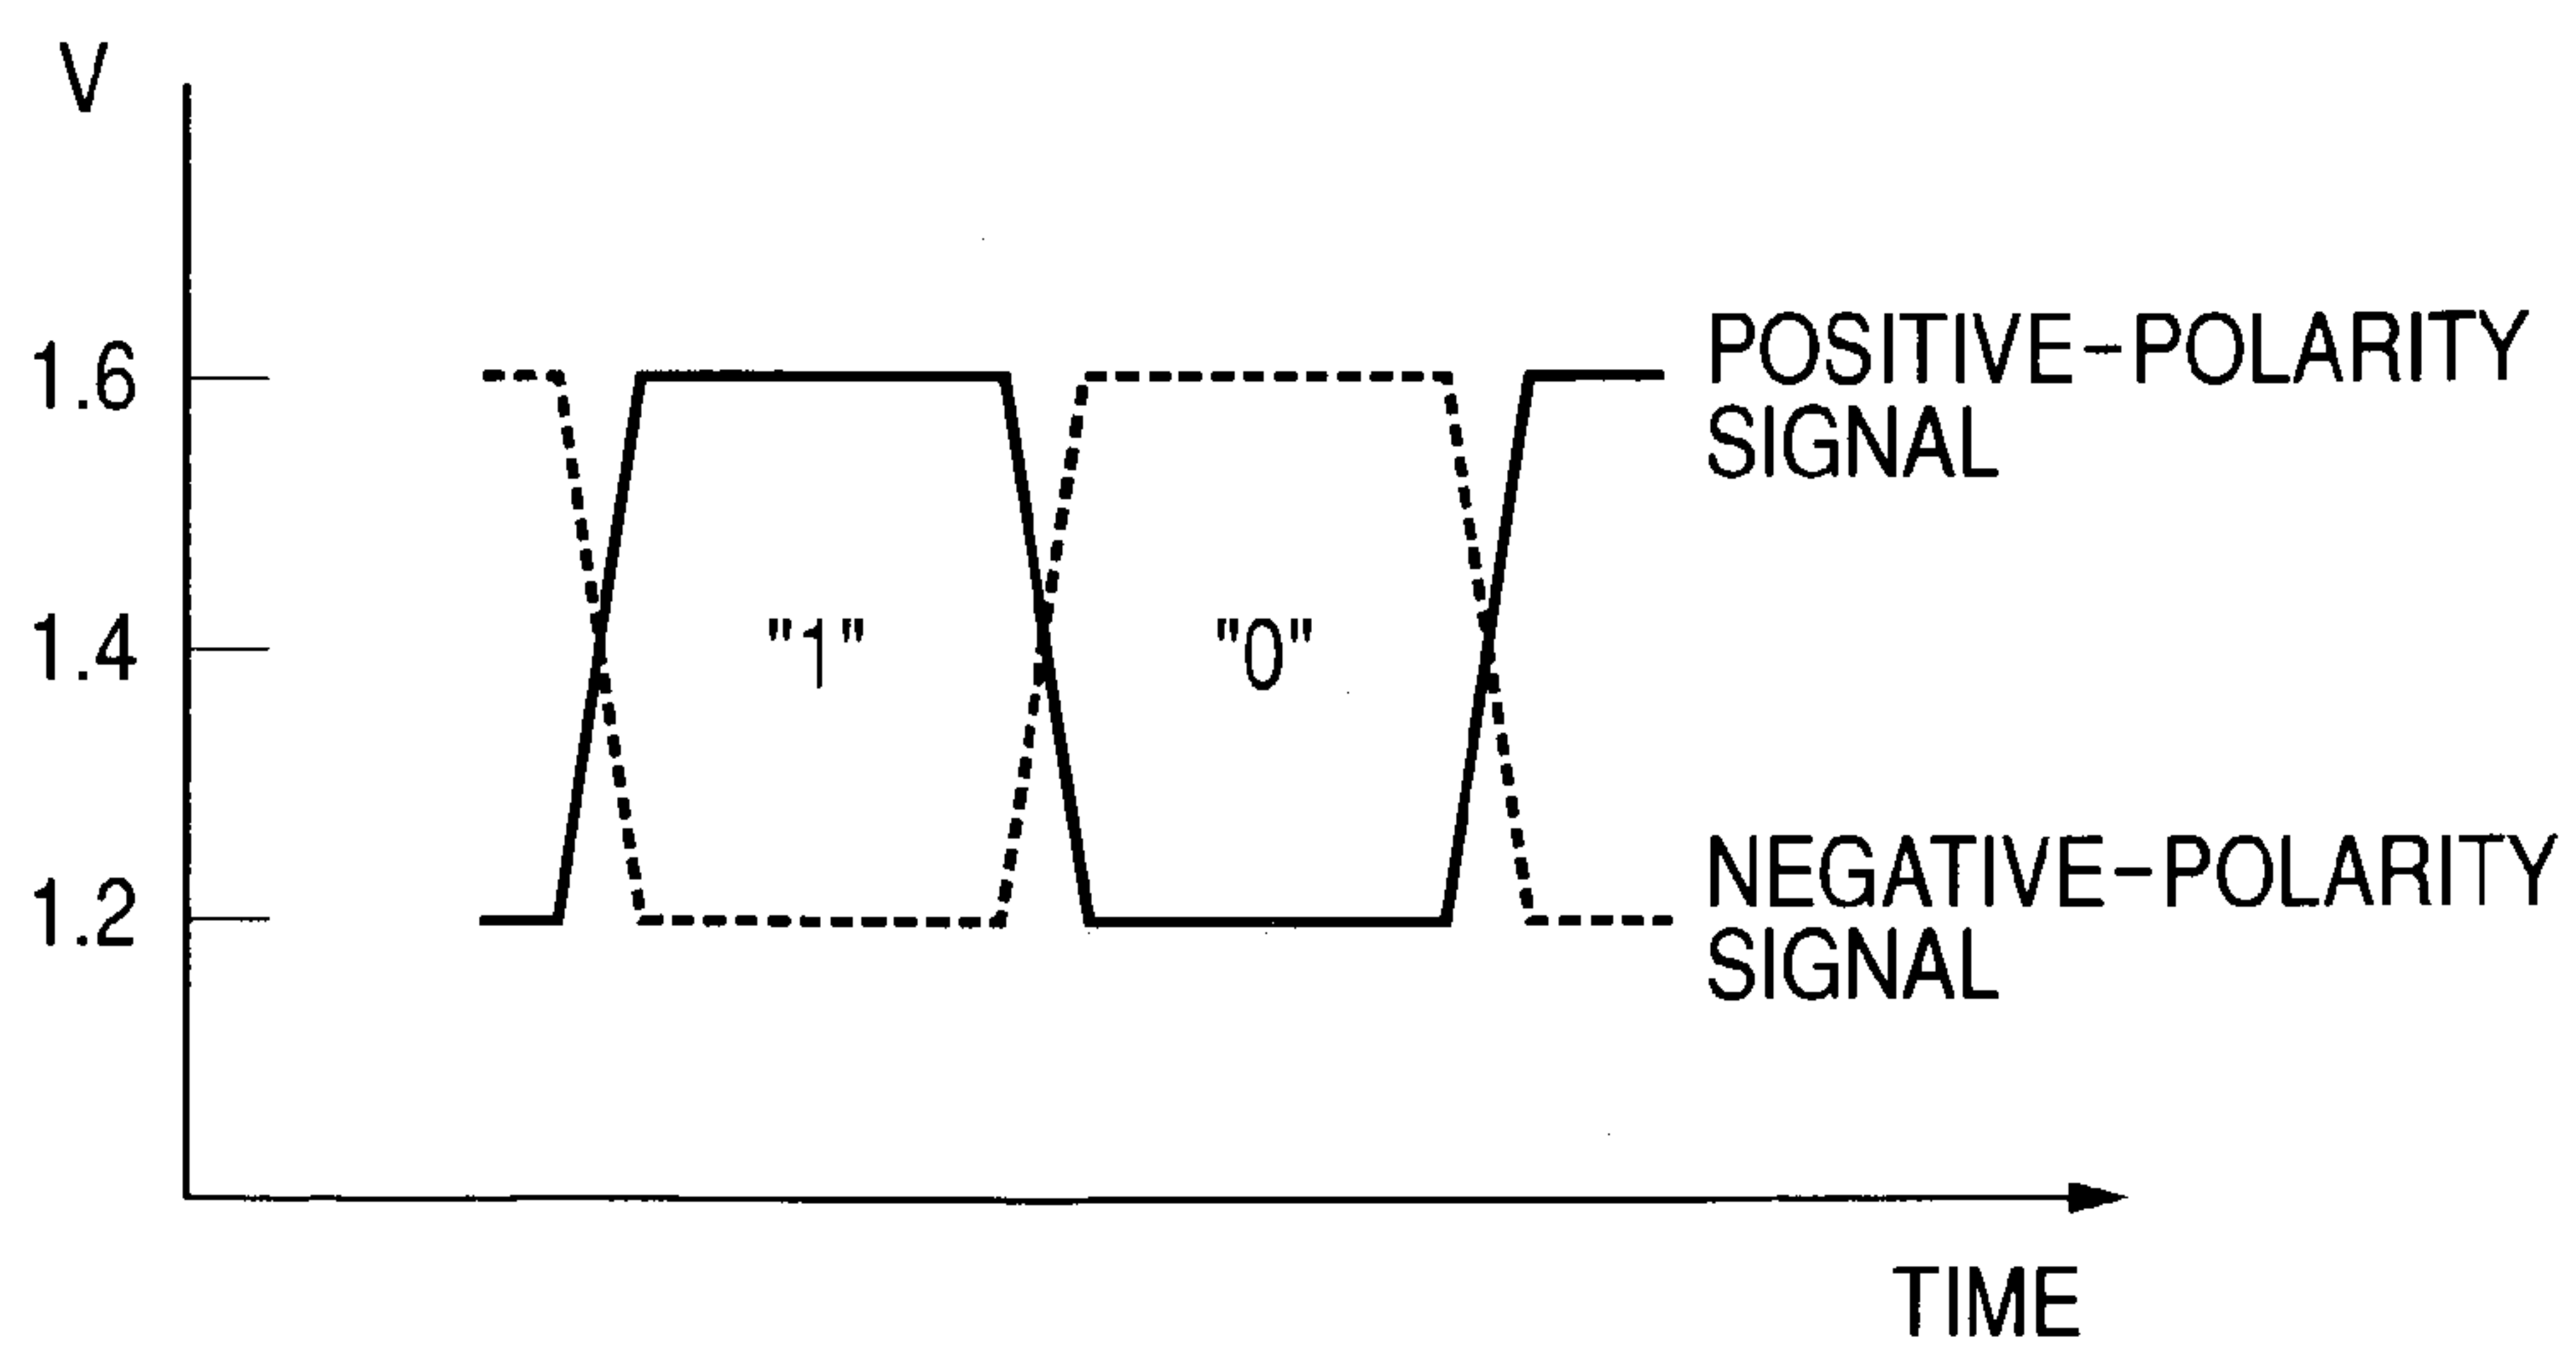 V
1.6
POSITIVE-POLARITY
SIGNAL
1.4
"1"
"0"
1.2
NEGATIVE-POLARITY
SIGNAL
TIME